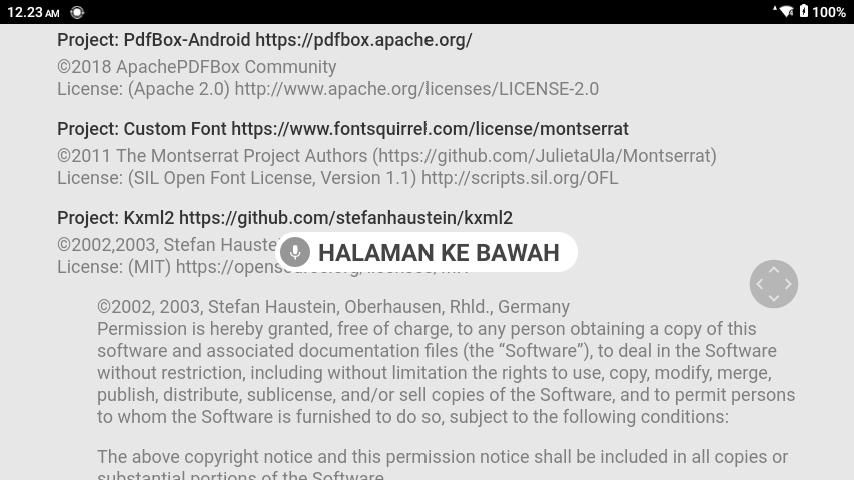 12.23 AM
100%
Project: PdfBox-Android https://pdfbox.apache.org/
©2018 ApachePDFBox Community
License: (Apache 2.0) http://www.apache.org/licenses/LICENSE-2.0
Project: Custom Font https://www.fontsquirrel.com/license/montserrat
©2011 The Montserrat Project Authors (https://github.com/JulietaUla/Montserrat)
License: (SIL Open Font License, Version 1.1) http://scripts.sil.org/OFL
Project: Kxml2 https://github.com/stefanhaustein/kxml2
©2002,2003, Stefan
HALAMAN KE BAWAH
License: (MIT)
©2002, 2003, Stefan Haustein, Oberhausen, Rhld., Germany
Permission is hereby granted, free of charge, to any person obtaining a copy of this
software and associated documentation files (the “Software”), to deal in the Software
without restriction, including without limitation the rights to use, copy, modify, merge,
publish, distribute, sublicense, and/or sell copies of the Software, and to permit persons
to whom the Software is furnished to do so, subject to the following conditions:
The above copyright notice and this permission notice shall be included in all copies or
substantial portions of the Software.